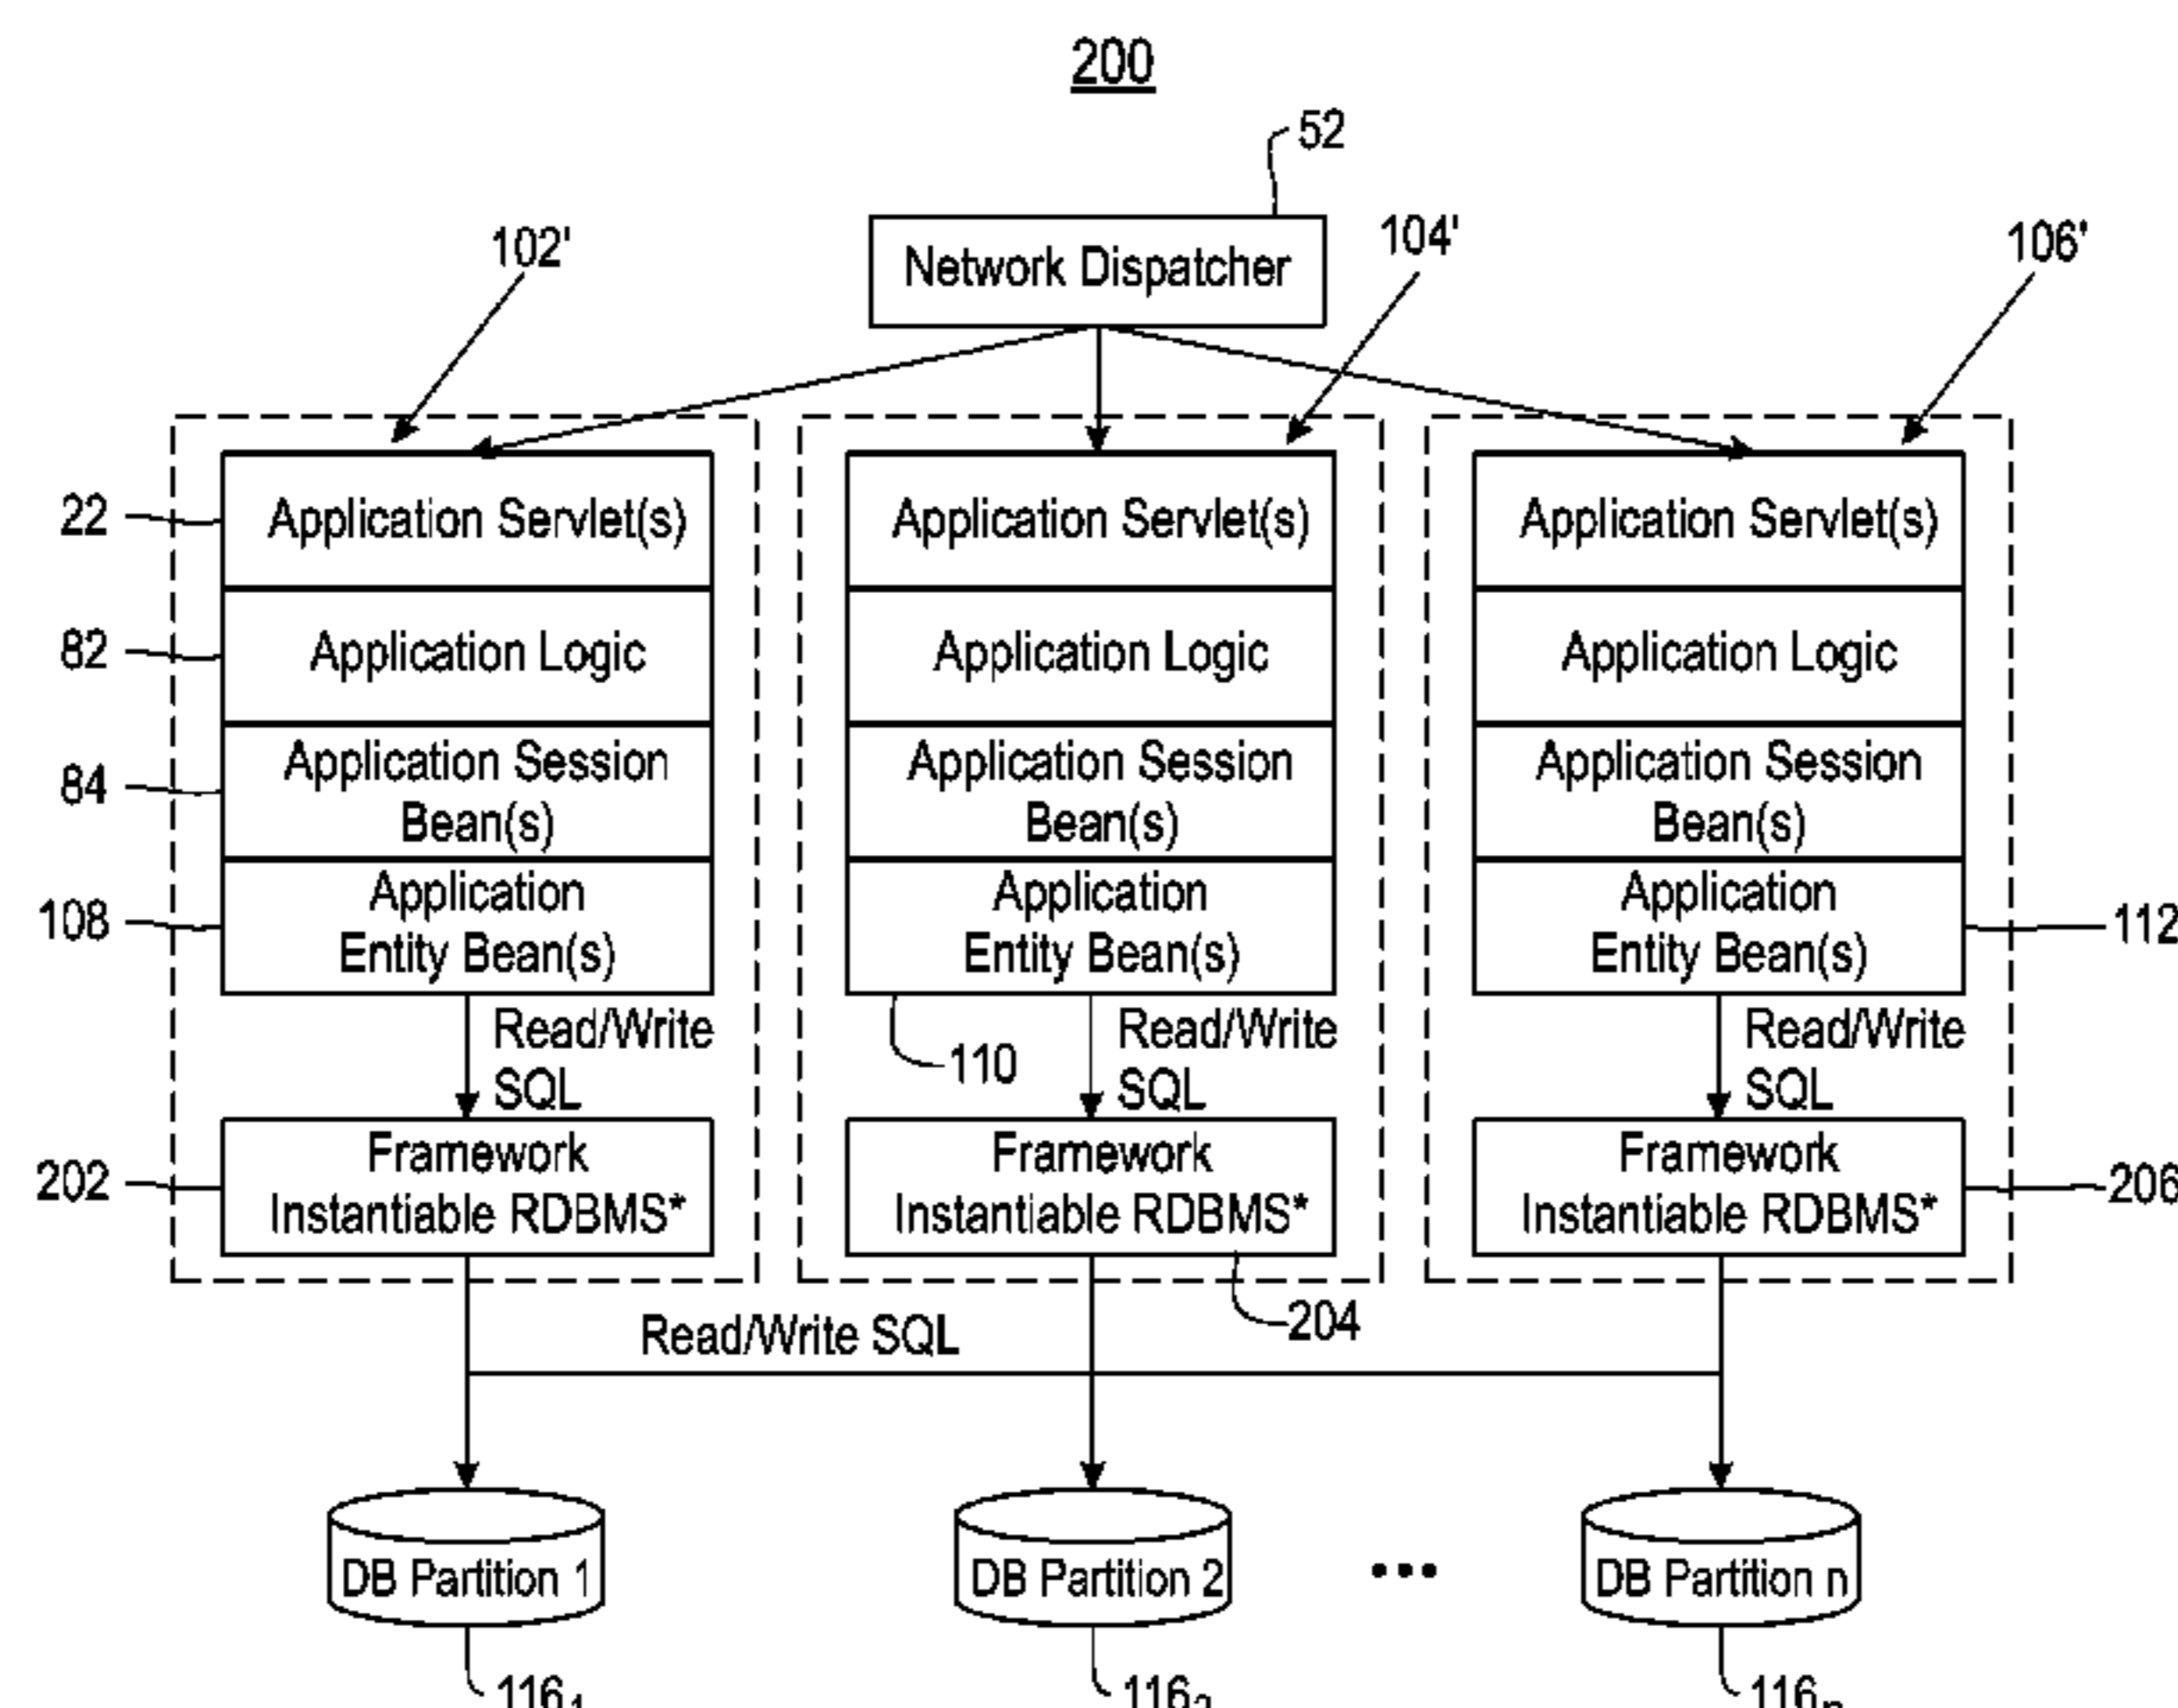 200
52
102'
Network Dispatcher
104'
106'
22
Application Servlet(s)
Application Servlet(s)
Application Servlet(s)
82
Application Logic
Application Logic
Application Logic
84
Application Session
Bean(s)
Application Session
Bean(s)
Application Session
Bean(s)
108
Application
Entity Bean(s)
Application
Entity Bean(s)
Application
Entity Bean(s)
112
Read/Write
SQL
110
Read/Write
SQL
Read/Write
SQL
202
Framework
Instantiable RDBMS*
Framework
Instantiable RDBMS*
Framework
Instantiable RDBMS*
206
204
Read/Write SQL
DB Partition 1
DB Partition 2
•••
DB Partition n
116₁
116₂
116ₙ